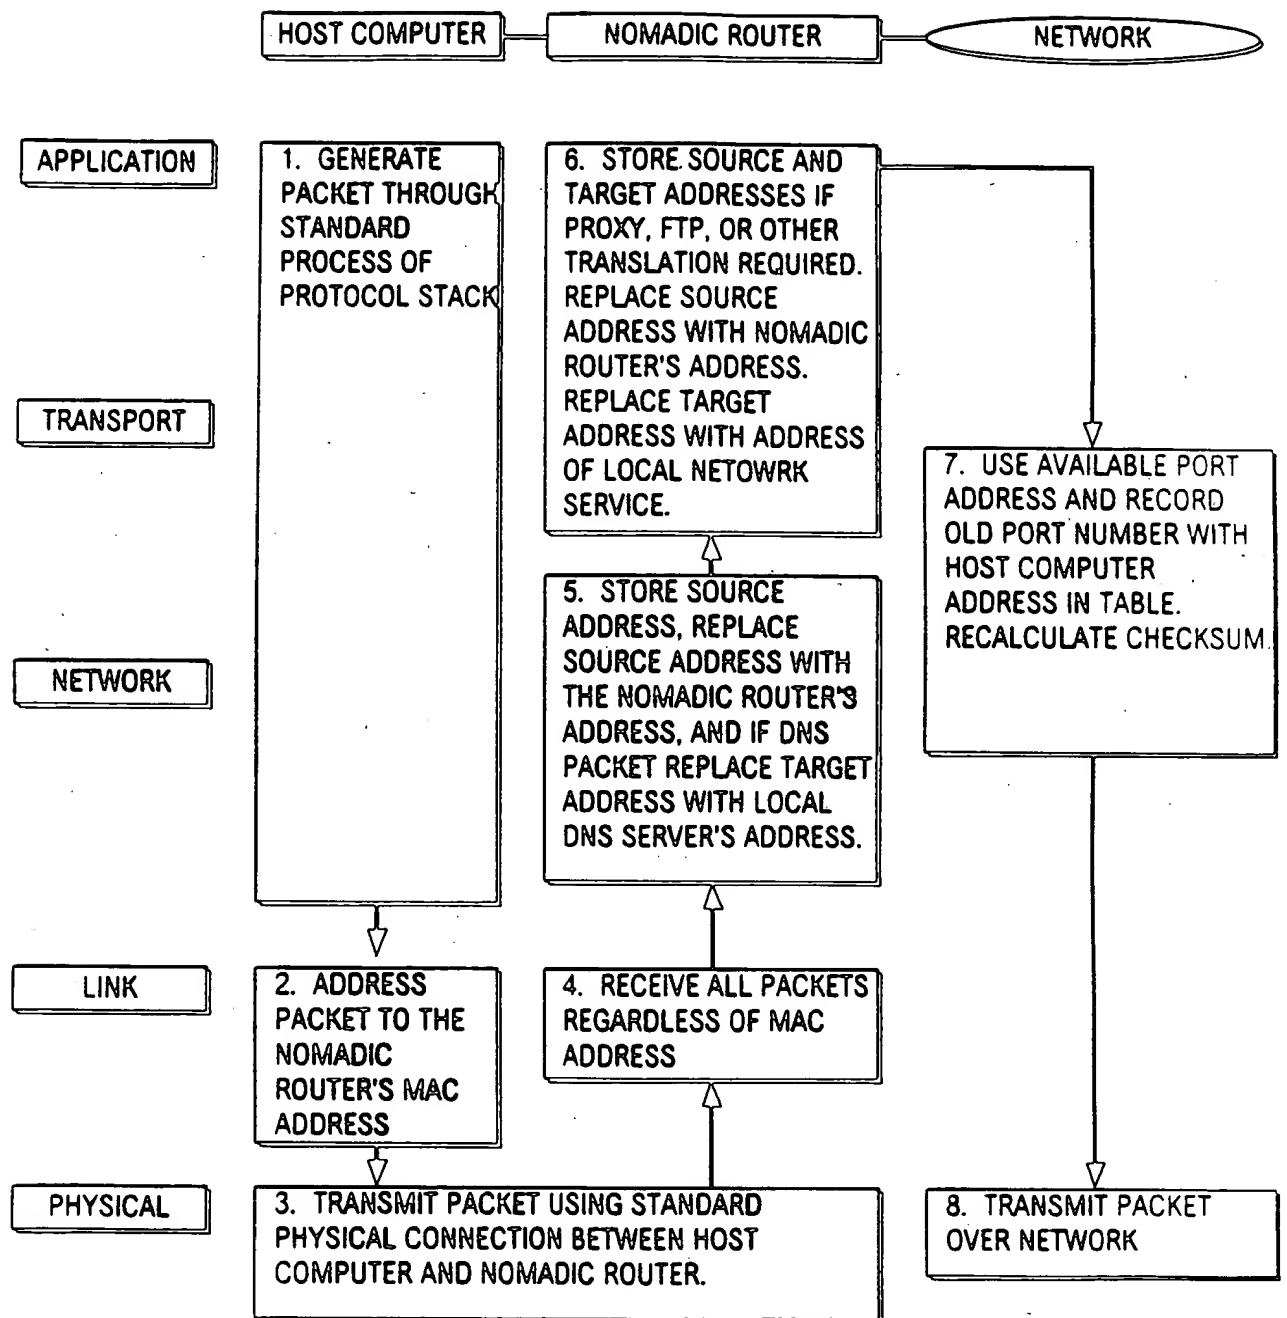 HOST COMPUTER
NOMADIC ROUTER
NETWORK
APPLICATION
TRANSPORT
NETWORK
LINK
PHYSICAL
1. GENERATE
PACKET THROUGH
STANDARD
PROCESS OF
PROTOCOL STACK
2. ADDRESS
PACKET TO THE
NOMADIC
ROUTER'S MAC
ADDRESS
3. TRANSMIT PACKET USING STANDARD
PHYSICAL CONNECTION BETWEEN HOST
COMPUTER AND NOMADIC ROUTER.
4. RECEIVE ALL PACKETS
REGARDLESS OF MAC
ADDRESS
5. STORE SOURCE
ADDRESS, REPLACE
SOURCE ADDRESS WITH
THE NOMADIC ROUTER'S
ADDRESS, AND IF DNS
PACKET REPLACE TARGET
ADDRESS WITH LOCAL
DNS SERVER'S ADDRESS.
6. STORE SOURCE AND
TARGET ADDRESSES IF
PROXY, FTP, OR OTHER
TRANSLATION REQUIRED.
REPLACE SOURCE
ADDRESS WITH NOMADIC
ROUTER'S ADDRESS.
REPLACE TARGET
ADDRESS WITH ADDRESS
OF LOCAL NETOWRK
SERVICE.
7. USE AVAILABLE PORT
ADDRESS AND RECORD
OLD PORT NUMBER WITH
HOST COMPUTER
ADDRESS IN TABLE.
RECALCULATE CHECKSUM.
8. TRANSMIT PACKET
OVER NETWORK